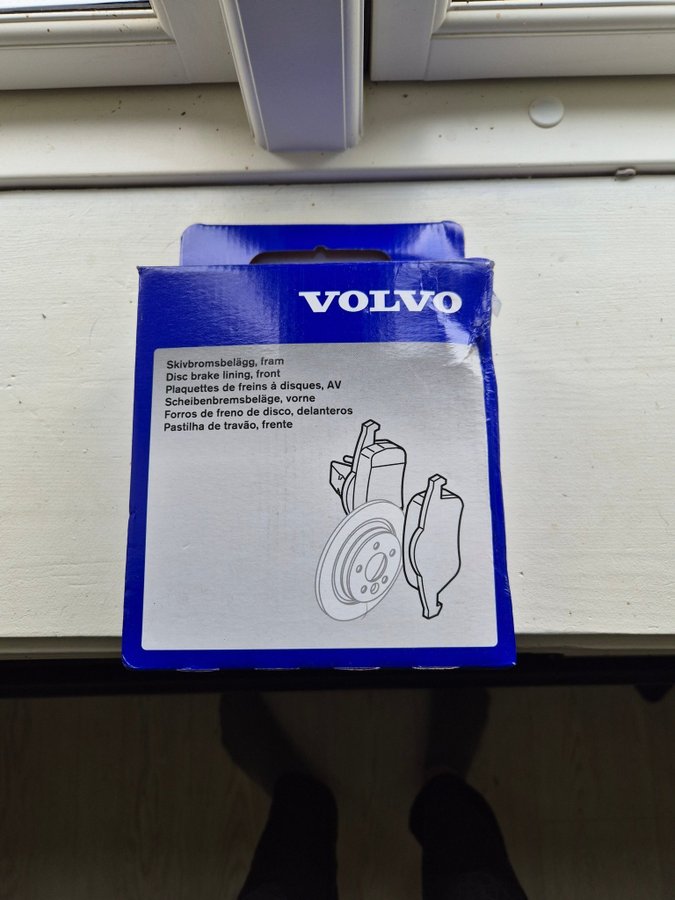 VOLVO
Skivbromsbelägg, fram
Disc brake lining, front
Plaquettes de freins à disques, AV
Scheibenbremsbeläge, vorne
Forros de freno de disco, delanteros
Pastilha de travão, frente